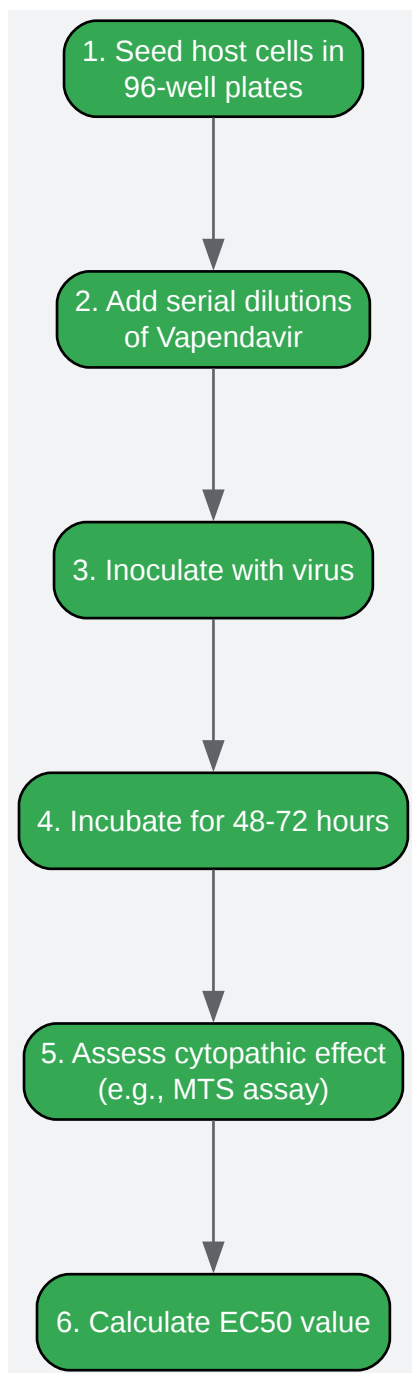 1. Seed host cells in
96-well plates
2. Add serial dilutions
of Vapendavir
3. Inoculate with virus
4. Incubate for 48-72 hours
5. Assess cytopathic effect
(e.g., MTS assay)
6. Calculate EC50 value